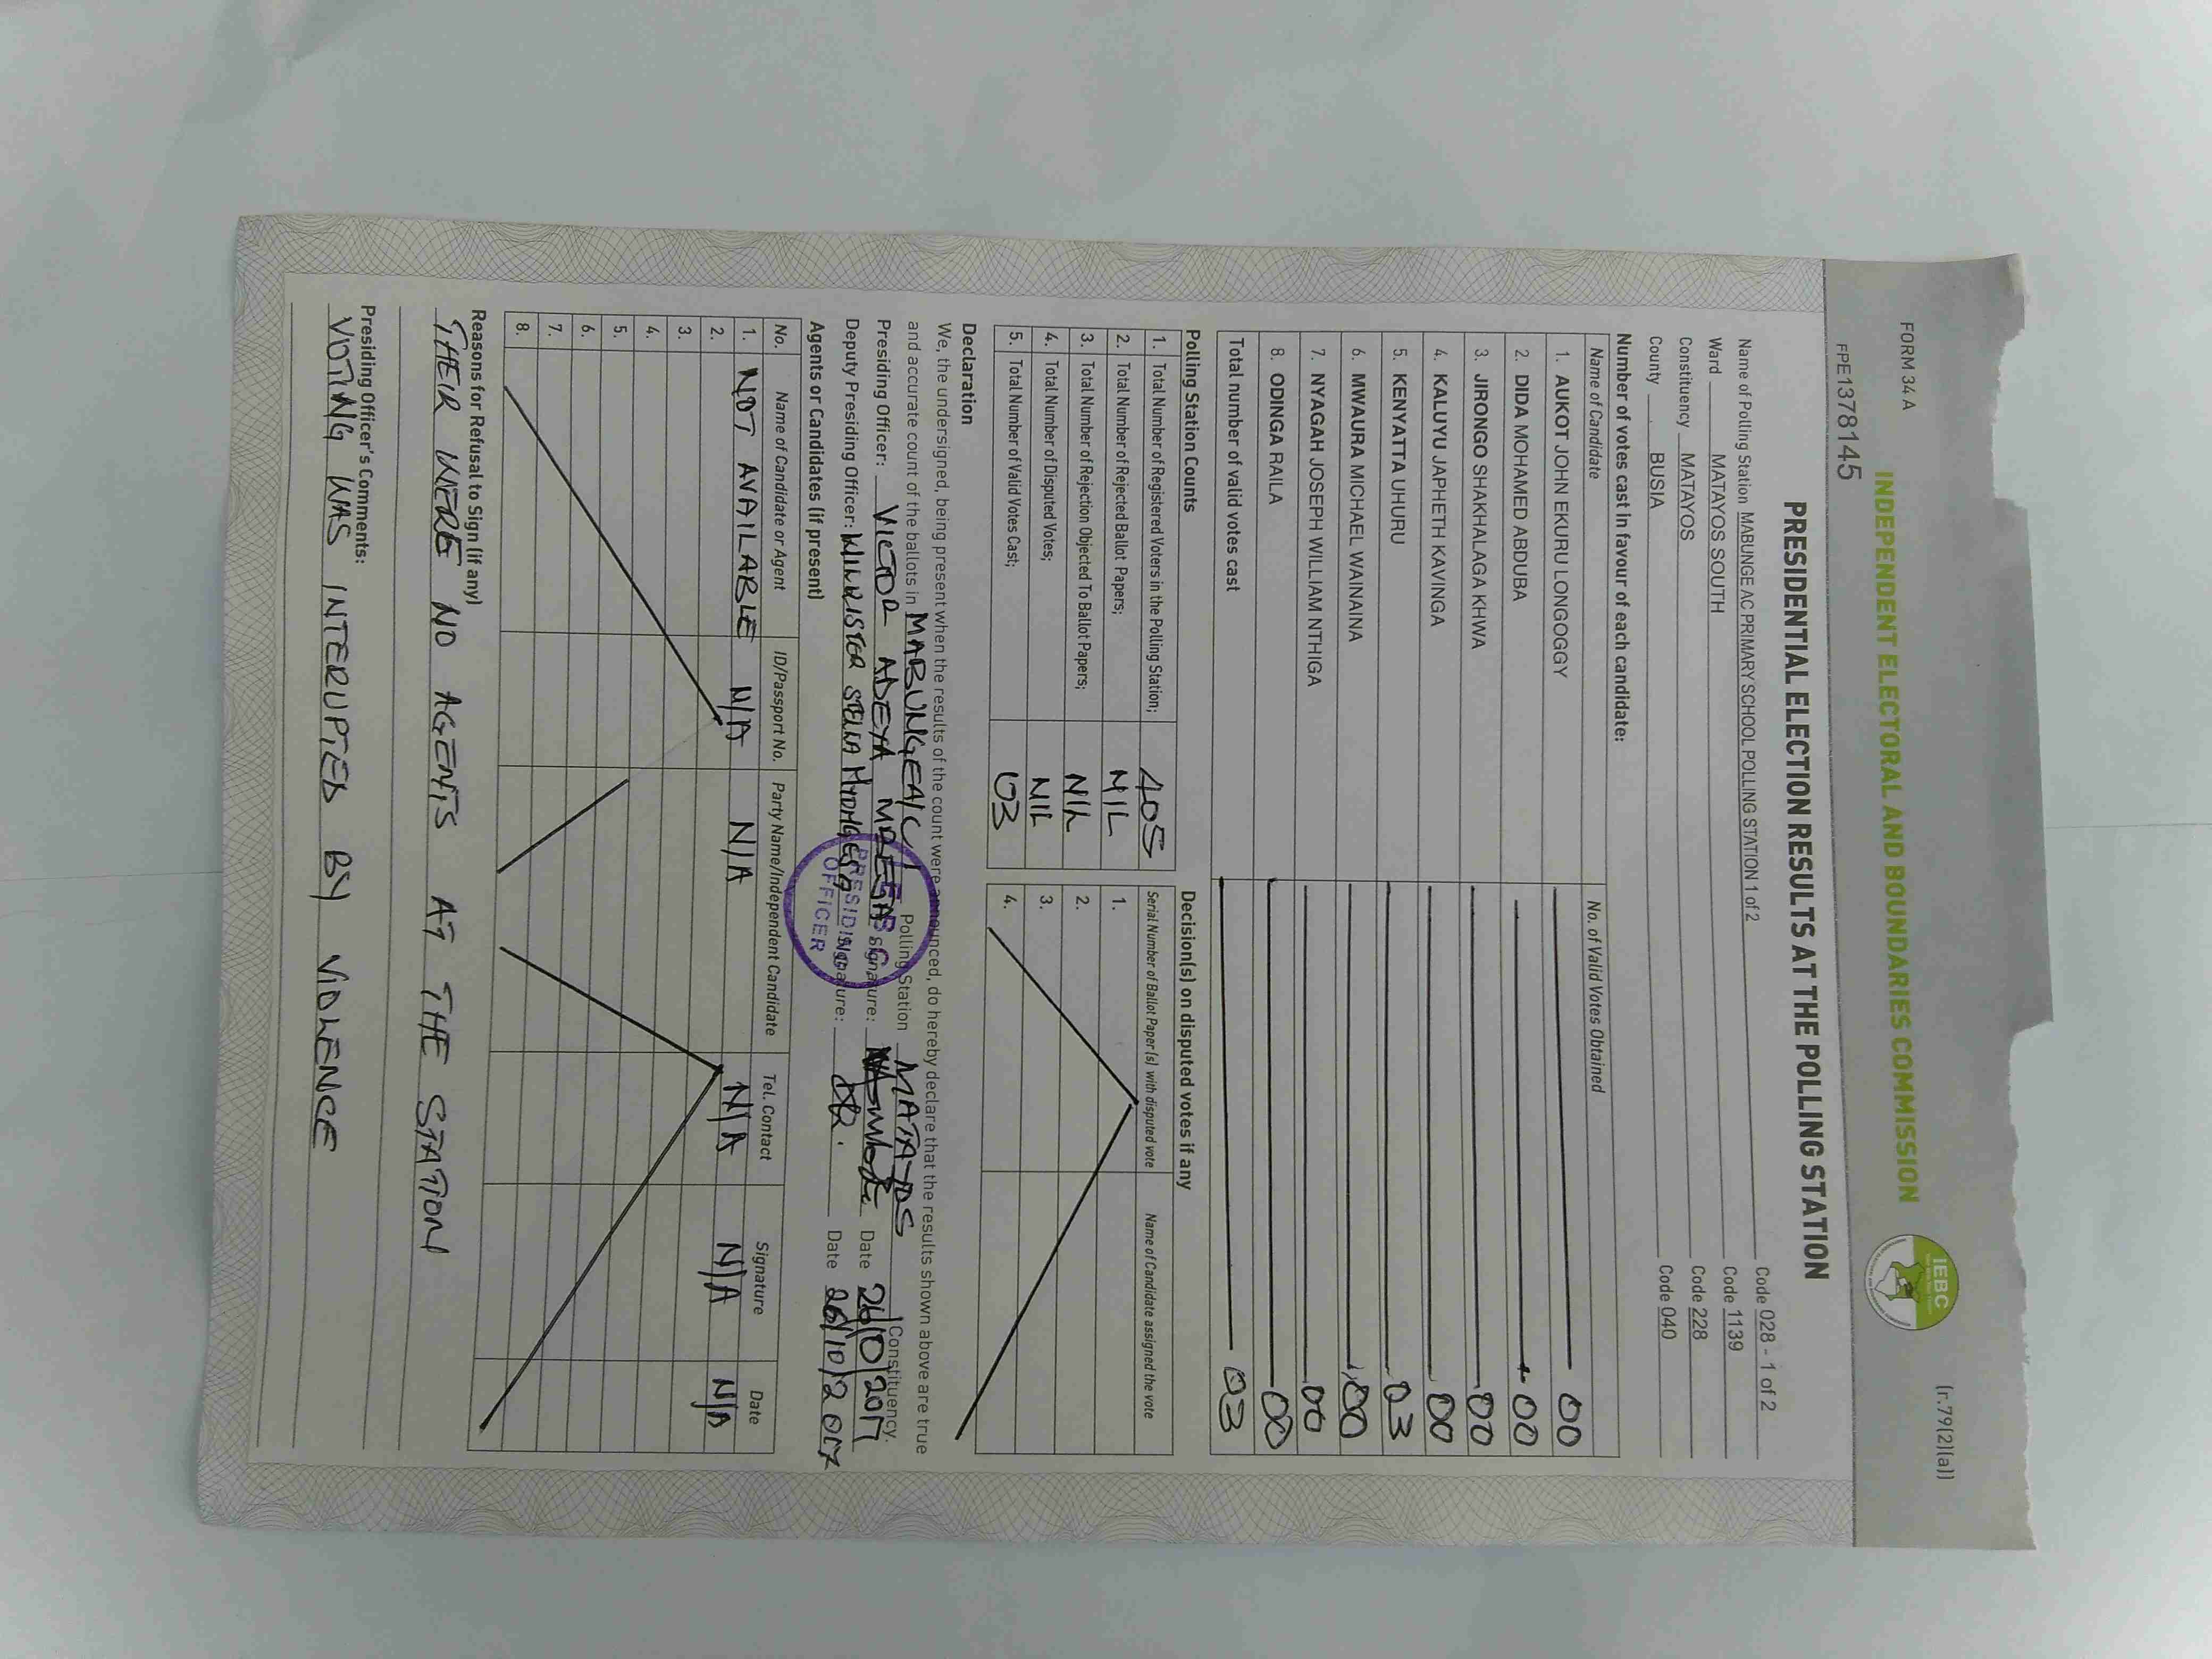 FORM 34 A
(r.79(2)(a))
INDEPENDENT ELECTORAL AND BOUNDARIES COMMISSION
IEBC
FPE1378145
PRESIDENTIAL ELECTION RESULTS AT THE POLLING STATION
Name of Polling Station MABUNGE AC PRIMARY SCHOOL POLLING STATION 1 of 2 Code 028 - 1 of 2
Ward MATAYOS SOUTH Code 1139
Constituency MATAYOS Code 228
County BUSIA Code 040
Number of votes cast in favour of each candidate:
Name of Candidate No. of Valid Votes Obtained
1. AUKOT JOHN EKURU LONGOGGY 00
2. DIDA MOHAMED ABDUBA 00
3. JIRONGO SHAKHALAGA KHWA 00
4. KALUYU JAPHETH KAVINGA 00
5. KENYATTA UHURU 03
6. MWAURA MICHAEL WAINAINA 00
7. NYAGAH JOSEPH WILLIAM NTHIGA 00
8. ODINGA RAILA 00
Total number of valid votes cast 03
Polling Station Counts
1. Total Number of Registered Voters in the Polling Station; 405
2. Total Number of Rejected Ballot Papers; NIL
3. Total Number of Rejection Objected To Ballot Papers; NIL
4. Total Number of Disputed Votes; NIL
5. Total Number of Valid Votes Cast; 03
Decision(s) on disputed votes if any
Serial Number of Ballot Paper(s) with disputed vote Name of Candidate assigned the vote
1.
2.
3.
4.
Declaration
We, the undersigned, being present when the results of the count were announced, do hereby declare that the results shown above are true
and accurate count of the ballots in MABUNGE A/C Polling Station MATAYOS Constituency.
Presiding Officer: VICTOR Signature: Date 26/10/2017
Deputy Presiding Officer: STELLA Signature: Date 26/10/2017
IEBC
PRESIDING
OFFICER
Agents or Candidates (if present)
No. Name of Candidate or Agent ID/Passport No. Party Name/Independent Candidate Tel. Contact Signature Date
1. NOT AVAILABLE N/A N/A N/A N/A N/A
2.
3.
4.
5.
6.
7.
8.
Reasons for Refusal to Sign (if any)
THEIR WERE NO AGENTS AT THE STATION
Presiding Officer's Comments:
VOTING WAS INTERUPTED BY VIOLENCE